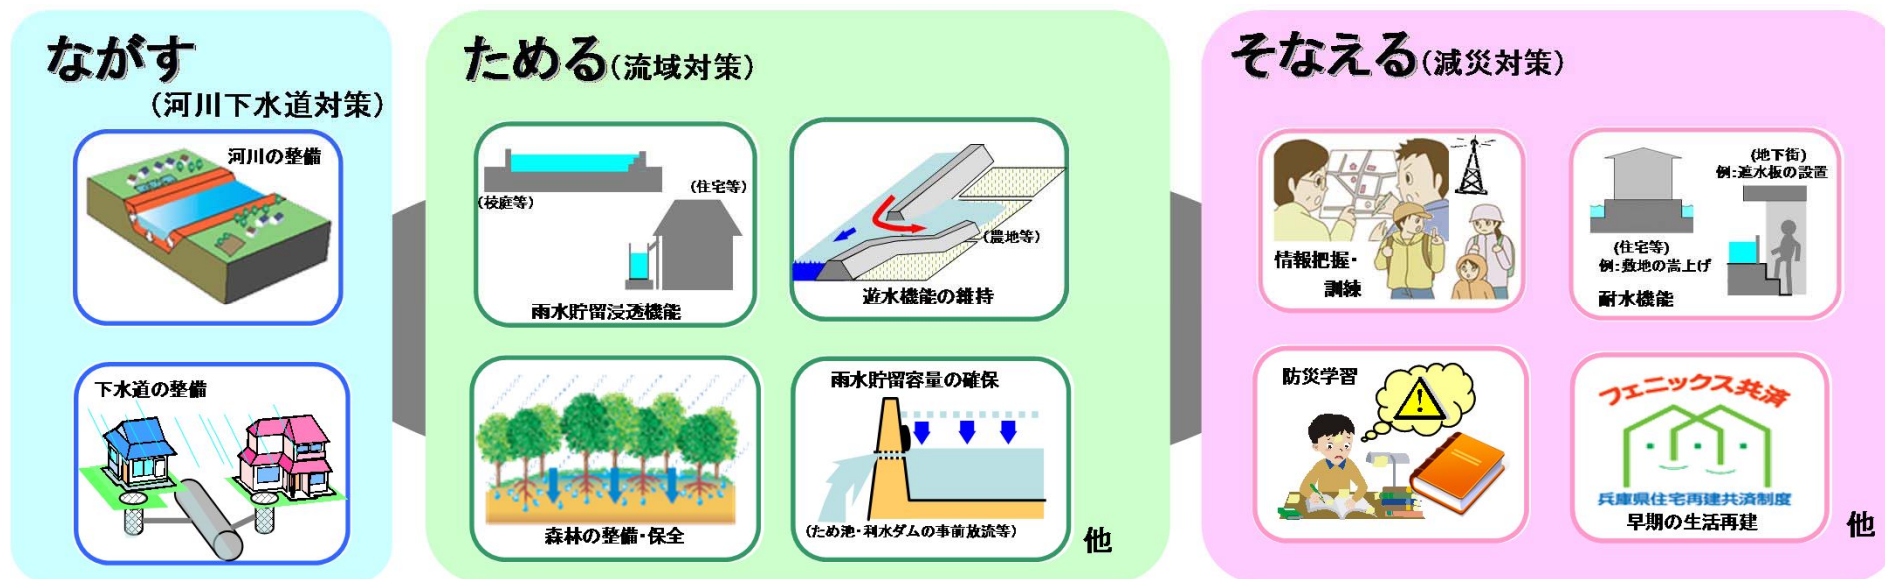 ながす
(河川下水道対策)
河川の整備
下水道の整備
ためる(流域対策)
(校庭等)
(住宅等)
雨水貯留浸透機能
(農地等)
遊水機能の維持
森林の整備・保全
雨水貯留容量の確保
(ため池・利水ダムの事前放流等)
他
そなえる(減災対策)
情報把握・
訓練
(地下街)
例:遮水板の設置
(住宅等)
例:敷地の嵩上げ
耐水機能
防災学習
フェニックス共済
兵庫県住宅再建共済制度
早期の生活再建
他